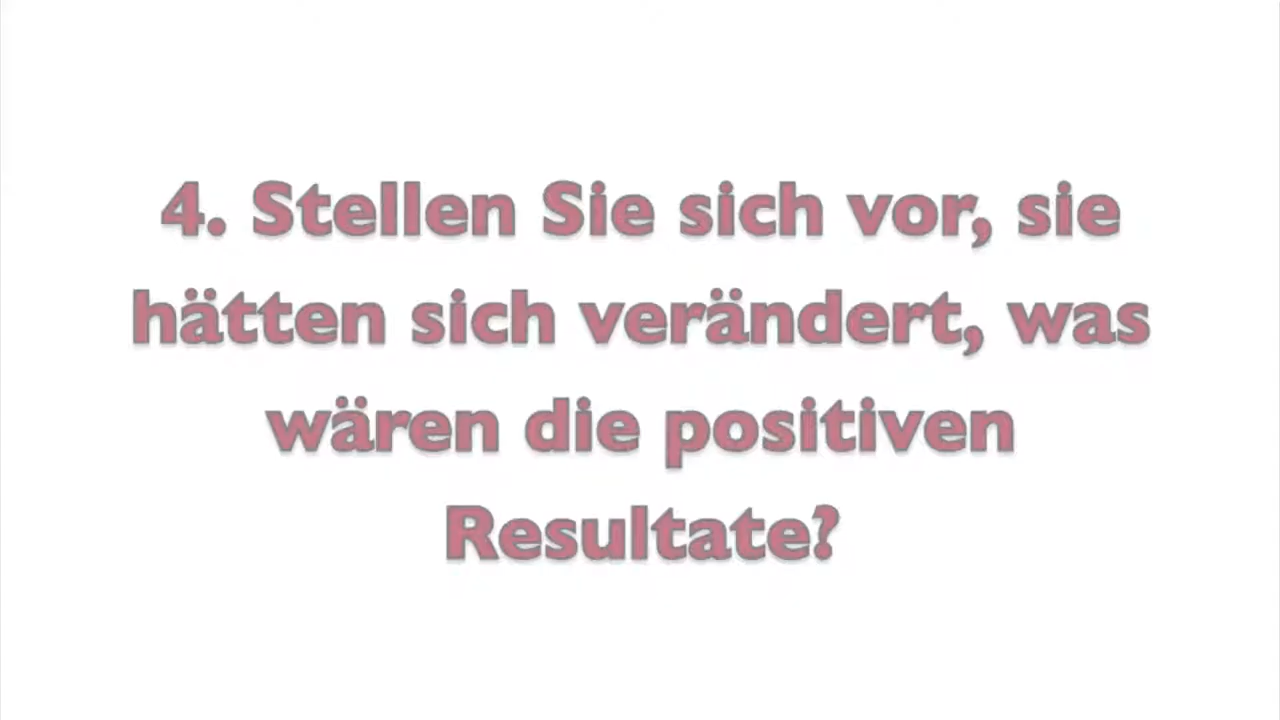 4. Stellen Sie sich vor, sie
hätten sich verändert, was
wären die positiven
Resultate?